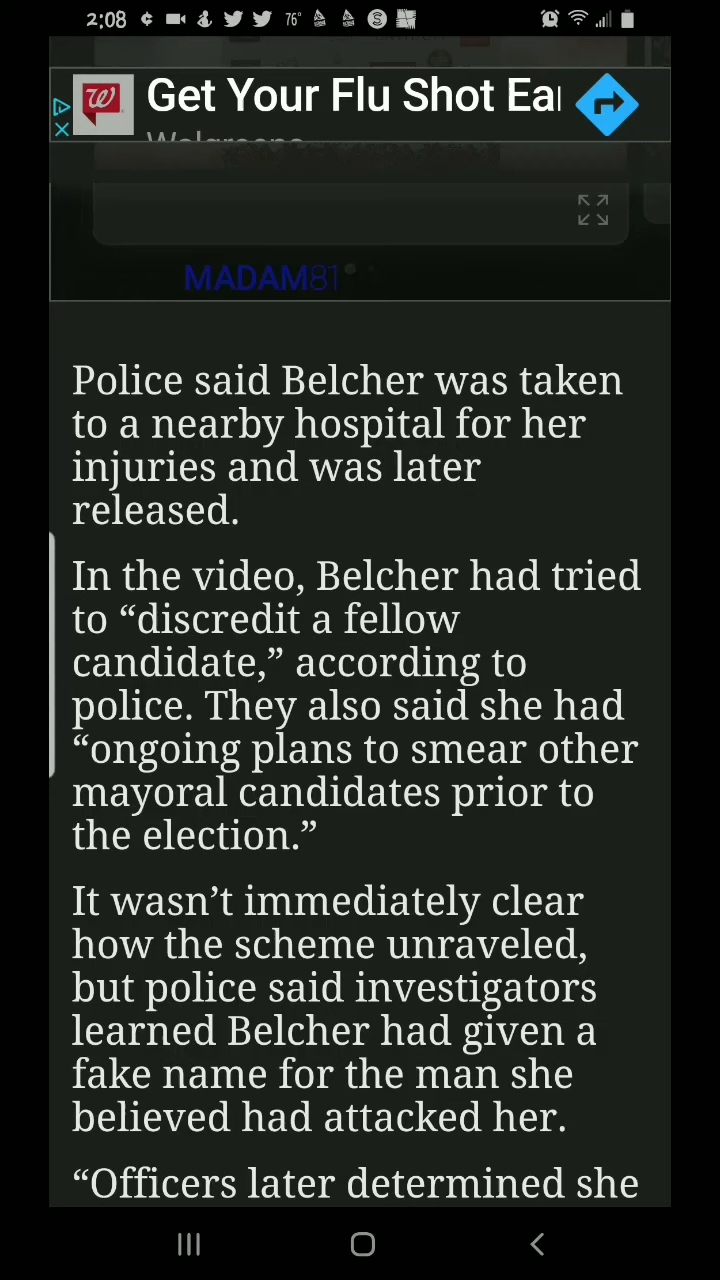 2:08
76°
Get Your Flu Shot Ea
MADAM81
Police said Belcher was taken
to a nearby hospital for her
injuries and was later
released.
In the video, Belcher had tried
to “discredit a fellow
candidate,” according to
police. They also said she had
“ongoing plans to smear other
mayoral candidates prior to
the election.”
It wasn’t immediately clear
how the scheme unraveled,
but police said investigators
learned Belcher had given a
fake name for the man she
believed had attacked her.
“Officers later determined she